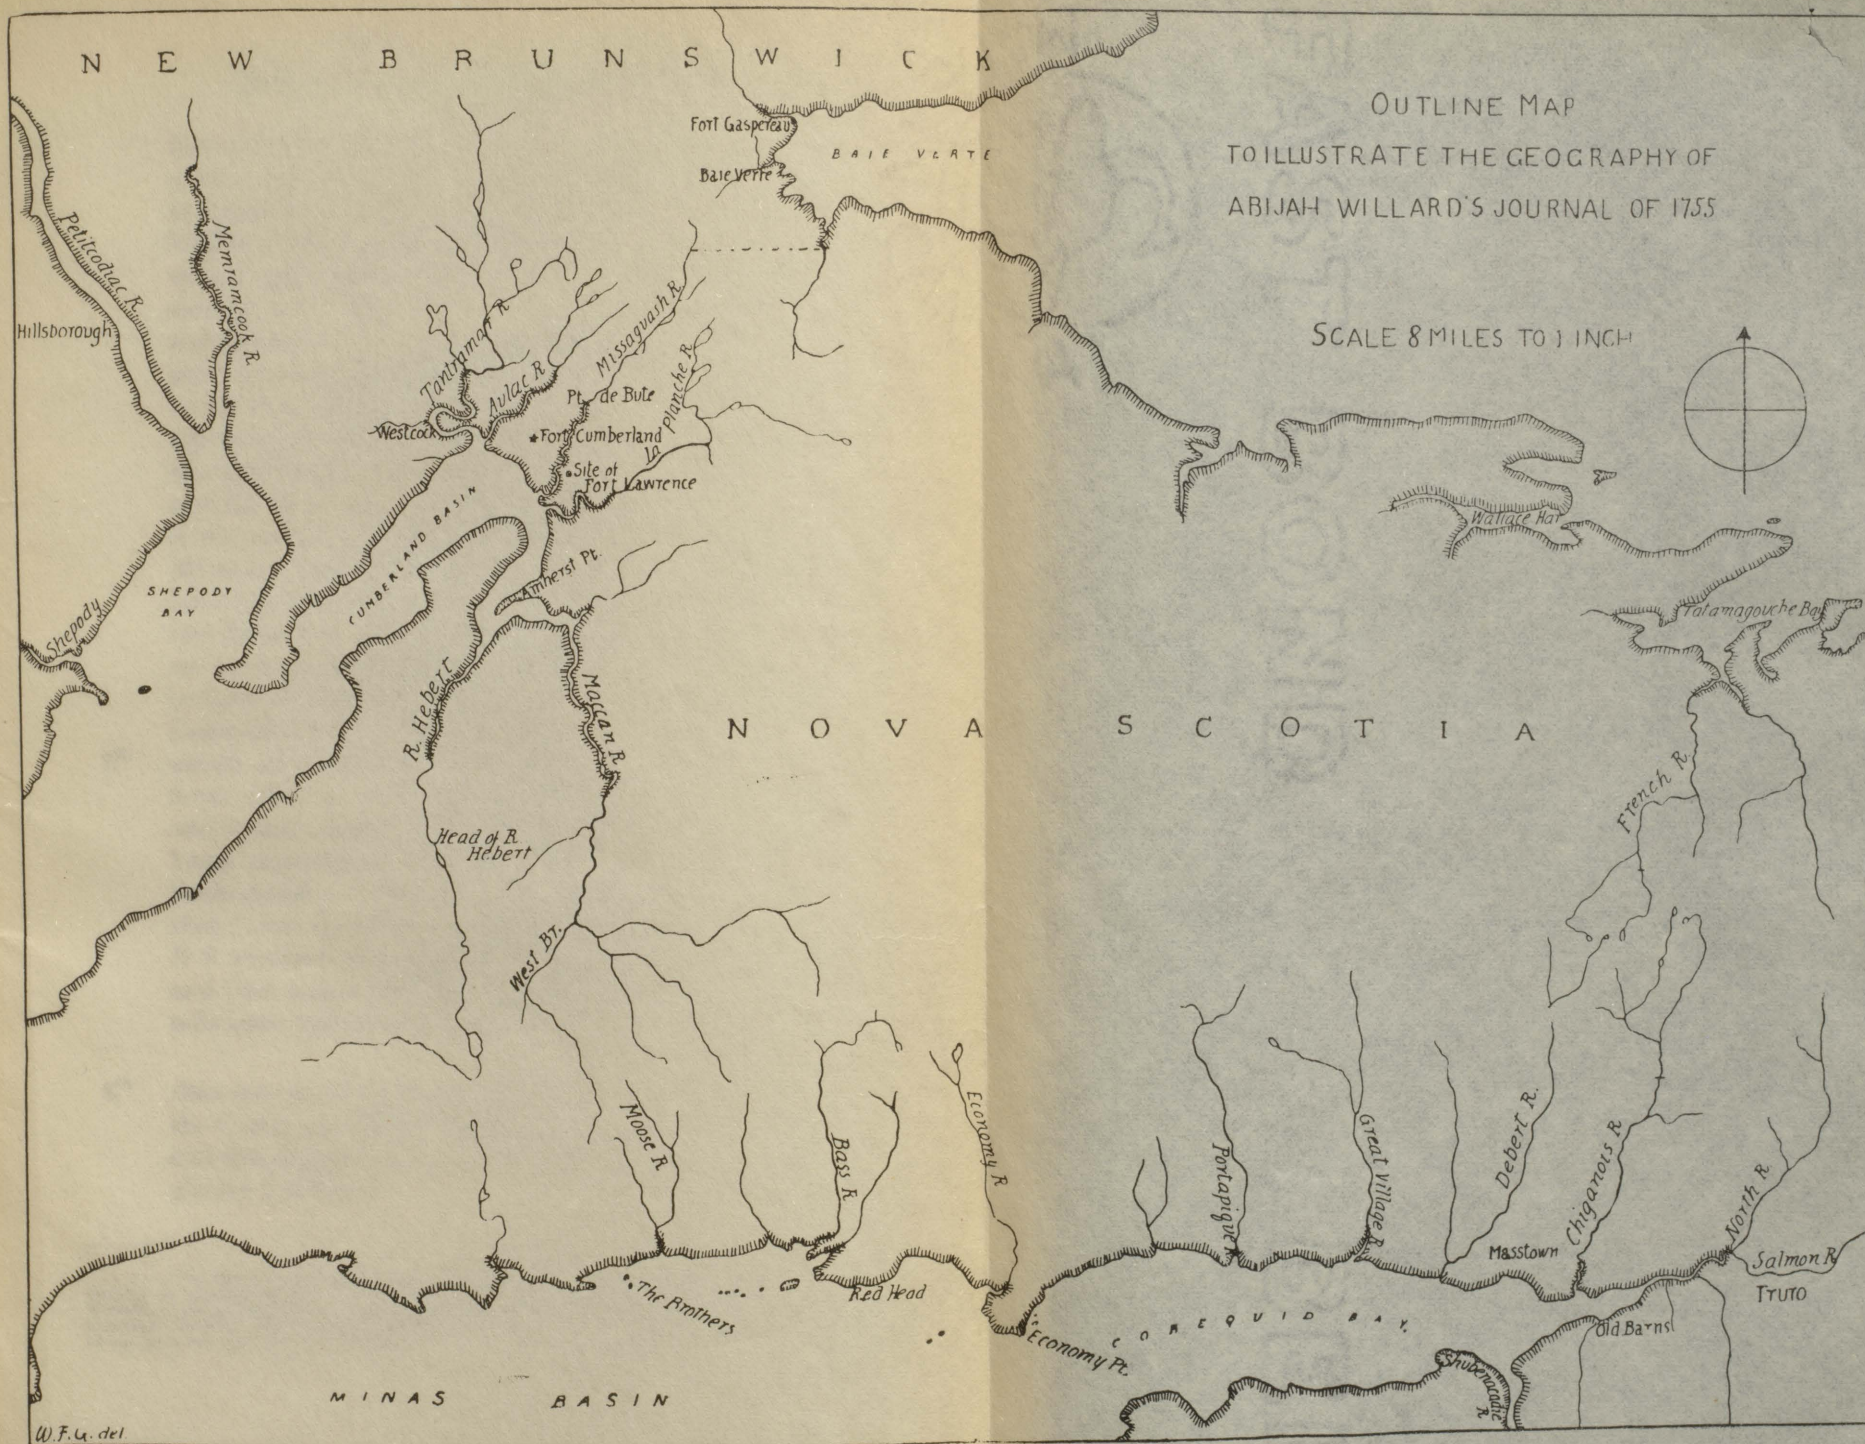 NEW BRUNSWICK
OUTLINE MAP
TO ILLUSTRATE THE GEOGRAPHY OF
ABIJAH WILLARD'S JOURNAL OF 1755
SCALE 8 MILES TO 1 INCH
Fort Gaspereau
BAIE VERTE
Baie Verte
Petitcodiac R
Memramcook R.
Hillsborough
Tantramar R
Aulac R
Missaguash R
Pt. de Bute
La Planche R
Westcock
Fort Cumberland
Site of
Fort Lawrence
CUMBERLAND BASIN
Amherst Pt.
SHEPODY
BAY
Shepody
Wallace Har
Tatamagouche Bay
R. Hebert
Maccan R
NOVA SCOTIA
French R
Head of R.
Hebert
West Br.
Moose R
Bass R
Economy R
Portapique R
Great Village R
Debert R.
Chiganois R
North R
Masstown
Salmon R
Truro
The Brothers
Red Head
Economy Pt.
COBEQUID BAY.
Old Barns
Shubenacadie
R
MINAS BASIN
W.F.G. del.